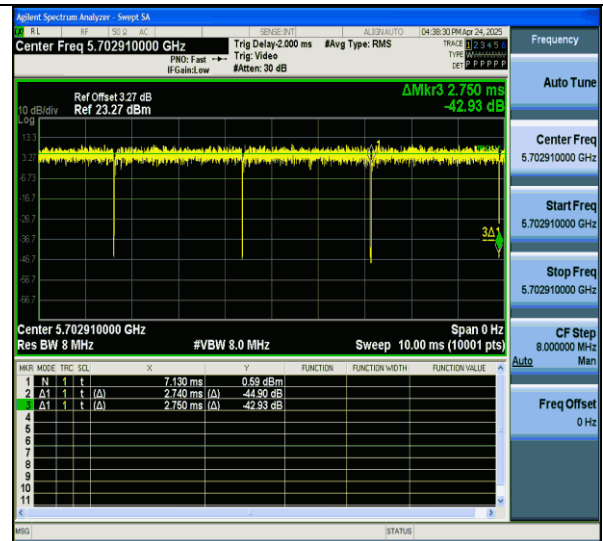 Agilent Spectrum Analyzer - Swept SA
RL RF 50 Ω AC SENSE:INT ALIGNAUTO 04:38:30 PM Apr 24, 2025
Center Freq 5.702910000 GHz Trig Delay-2.000 ms #Avg Type: RMS TRACE 1 2 3 4 5 6
PNO: Fast Trig: Video TYPE
IFGain:Low #Atten: 30 dB DET P P P P P P
Frequency
Auto Tune
Ref Offset 3.27 dB ΔMkr3 2.750 ms
10 dB/div Ref 23.27 dBm -42.93 dB
Log
13.3
3.27
-6.73
-16.7
-26.7
-36.7
-46.7
-56.7
-66.7
1
3Δ1
Center Freq
5.702910000 GHz
Start Freq
5.702910000 GHz
Stop Freq
5.702910000 GHz
CF Step
8.000000 MHz
Auto Man
Freq Offset
0 Hz
Center 5.702910000 GHz Span 0 Hz
Res BW 8 MHz #VBW 8.0 MHz Sweep 10.00 ms (10001 pts)
MKR MODE TRC SCL X Y FUNCTION FUNCTION WIDTH FUNCTION VALUE
1 N 1 t 7.130 ms 0.59 dBm
2 Δ1 1 t (Δ) 2.740 ms (Δ) -44.90 dB
3 Δ1 1 t (Δ) 2.750 ms (Δ) -42.93 dB
4
5
6
7
8
9
10
11
MSG STATUS